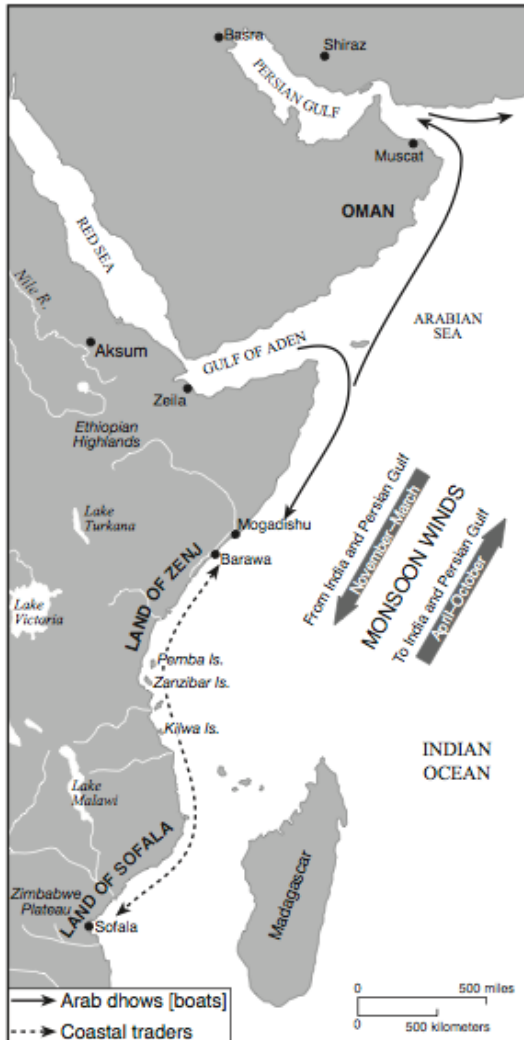 Basra
Shiraz
PERSIAN GULF
Muscat
OMAN
RED SEA
Nile R.
ARABIAN
SEA
Aksum
GULF OF ADEN
Zeila
Ethiopian
Highlands
From India and Persian Gulf
November–March
MONSOON WINDS
To India and Persian Gulf
April–October
Lake
Turkana
Mogadishu
Barawa
LAND OF ZENJ
Lake
Victoria
Pemba Is.
Zanzibar Is.
Kilwa Is.
INDIAN
OCEAN
Lake
Malawi
LAND OF SOFALA
Madagascar
Zimbabwe
Plateau
Sofala
Arab dhows [boats]
Coastal traders
0 500 miles
0 500 kilometers